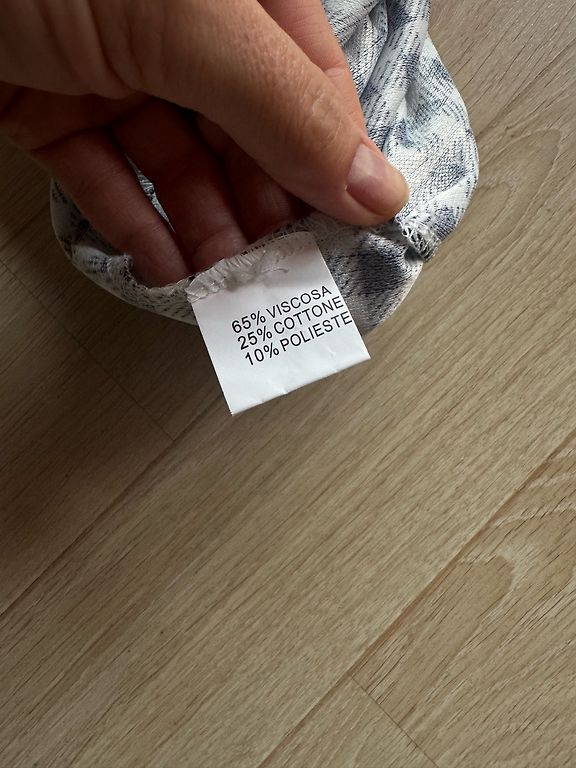 65% VISCOSA
25% COTTONE
10% POLIESTE